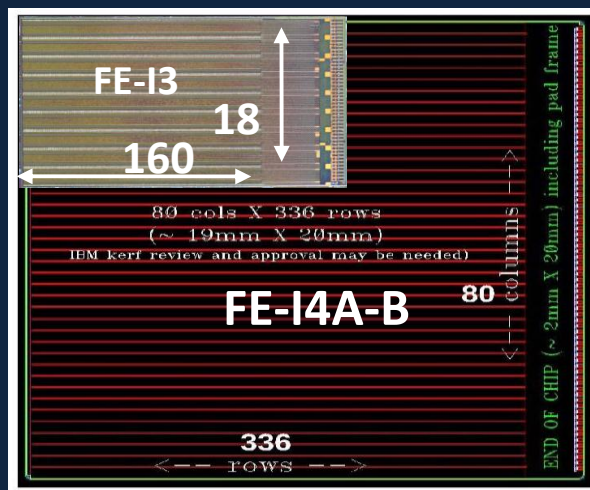 FE-I3
18
160
80 cols X 336 rows
(~ 19mm X 20mm)
IBM kerf review and approval may be needed)
80
<-- columns -->
FE-I4A-B
336
<-- rows -->
END OF CHIP (~ 2mm X 20mm) including pad frame